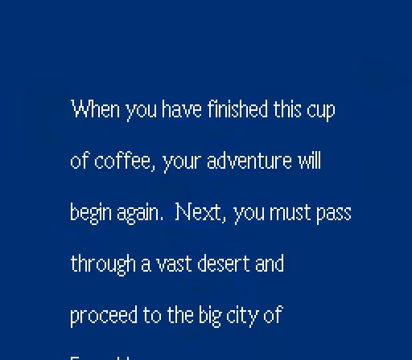 When you have finished this cup
of coffee, your adventure will
begin again. Next, you must pass
through a vast desert and
proceed to the big city of